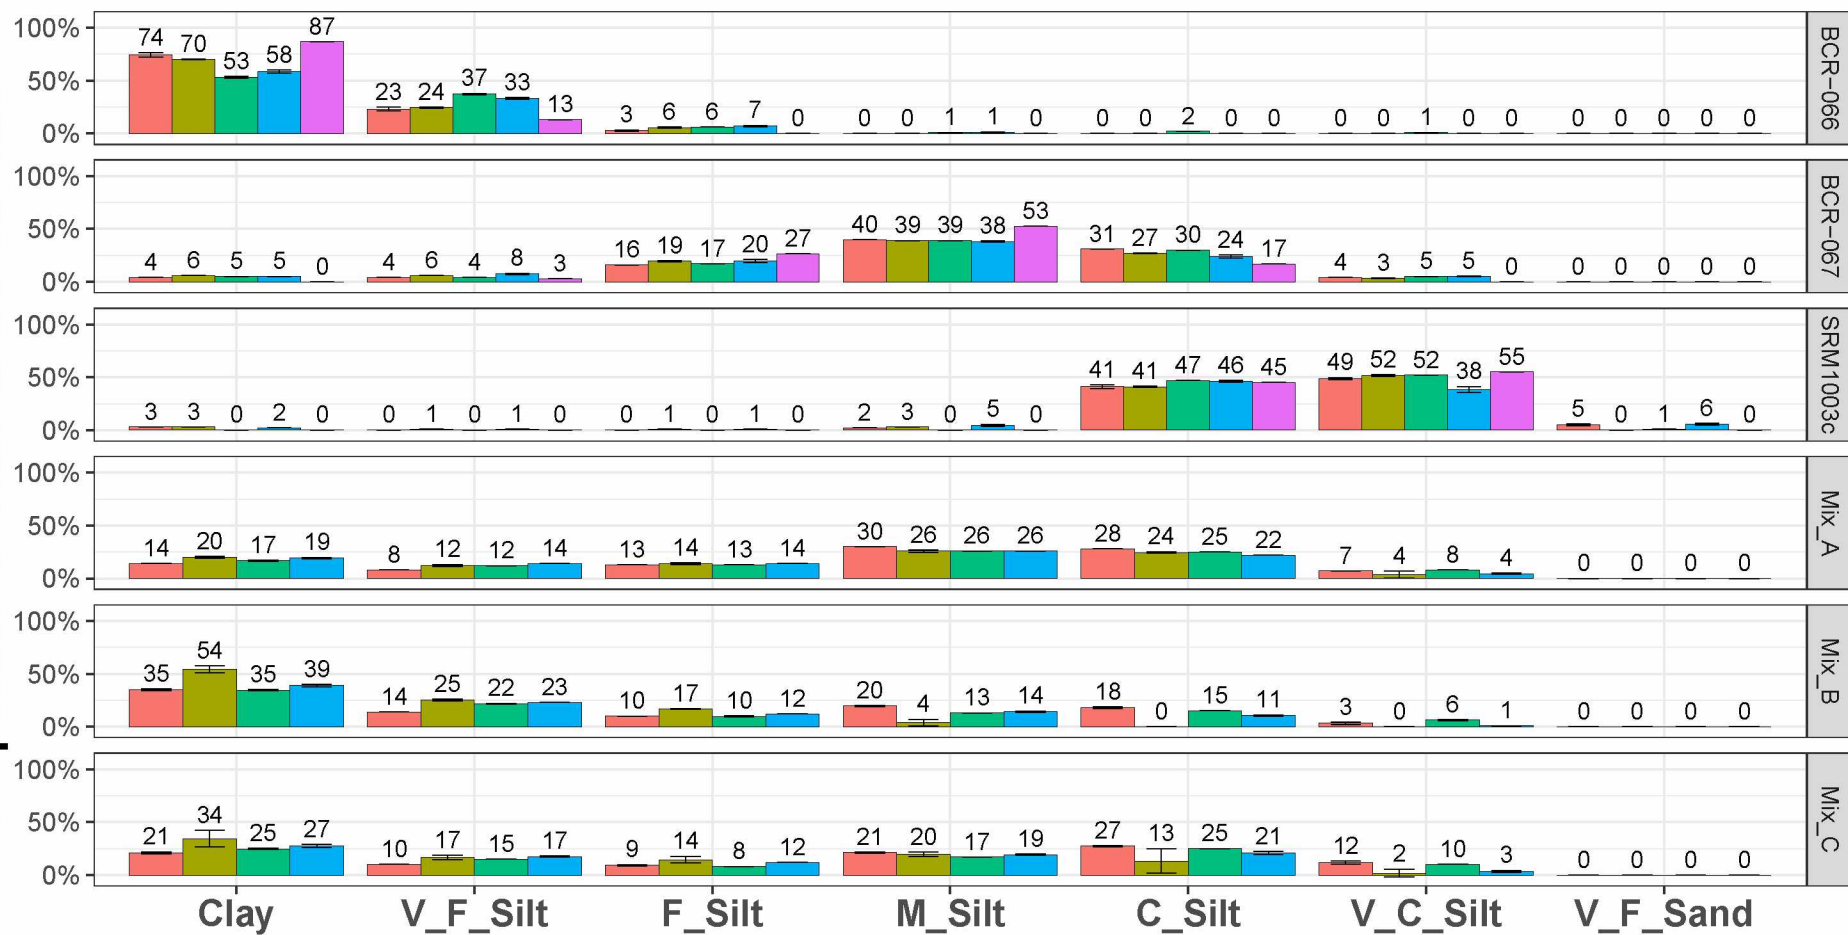 100% 74 70 53 58 87
50% 23 24 37 33 13
0% 3 6 6 7 0 0 0 1 1 0 0 0 2 0 0 0 0 1 0 0 0 0 0 0 0
BCR-066
100%
50% 16 19 17 20 27 40 39 39 38 53 31 27 30 24 17
0% 4 6 5 5 0 4 6 4 8 3 4 3 5 5 0 0 0 0 0 0
BCR-067
100%
50% 41 41 47 46 45 49 52 52 38 55
0% 3 3 0 2 0 0 1 0 1 0 0 1 0 1 0 2 3 0 5 0 5 0 1 6 0
SRM1003c
100%
50% 30 26 26 26 28 24 25 22
0% 14 20 17 19 8 12 12 14 13 14 13 14 7 4 8 4 0 0 0 0
Mix_A
100%
50% 35 54 35 39 14 25 22 23
0% 10 17 10 12 20 4 13 14 18 0 15 11 3 0 6 1 0 0 0 0
Mix_B
100%
50% 21 34 25 27 10 17 15 17
0% 9 14 8 12 21 20 17 19 27 13 25 21 12 2 10 3 0 0 0 0
Mix_C
Clay V_F_Silt F_Silt M_Silt C_Silt V_C_Silt V_F_Sand